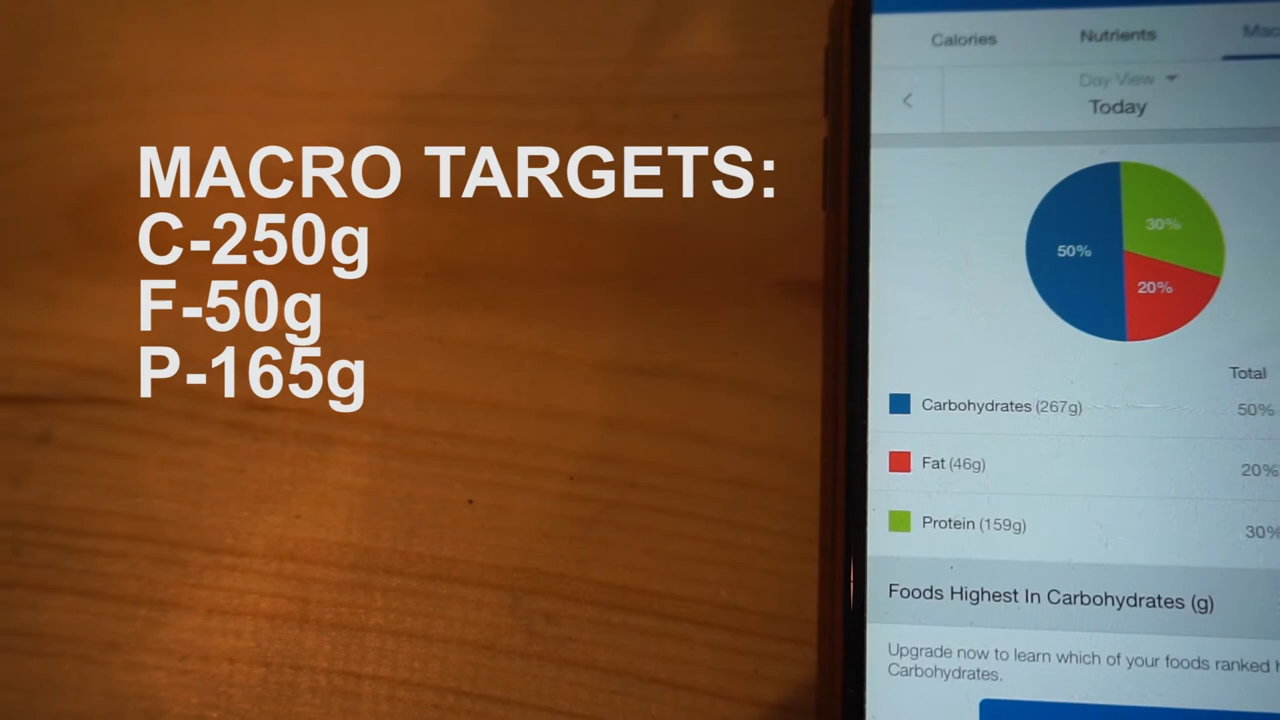 MACRO TARGETS:
C-250g
F-50g
P-165g
Calories Nutrients
Day View
Today
30%
50%
20%
Total
Carbohydrates (267g) 50%
Fat (46g) 20%
Protein (159g) 30%
Foods Highest In Carbohydrates (g)
Upgrade now to learn which of your foods ranked
Carbohydrates.